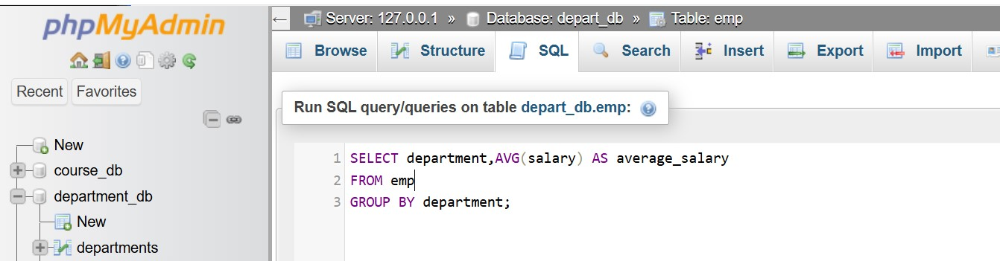 phpMyAdmin
Recent Favorites
New
course_db
department_db
New
departments
← Server: 127.0.0.1 » Database: depart_db » Table: emp
Browse Structure SQL Search Insert Export Import
Run SQL query/queries on table depart_db.emp:
1 SELECT department,AVG(salary) AS average_salary
2 FROM emp
3 GROUP BY department;